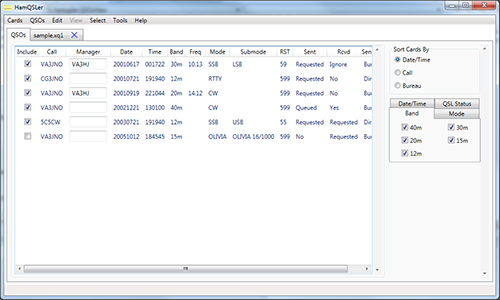 HamQSLer
Cards QSOs Edit View Select Tools Help
QSOs sample.xq1 X
Include Call Manager Date Time Band Freq Mode Submode RST Sent Rcvd Sen
VA3JNO VA3HJ 20010617 001722 30m 10.13 SSB LSB 59 Requested Ignore Bur
CG3JNO 20010721 191940 12m RTTY 599 Requested No Dir
VA3JNO VA3HJ 20010919 221044 20m 14.12 CW 599 Requested No Bur
VA3JNO 20021221 130100 40m CW 599 Queued Yes Bur
5C5CW 20030721 191940 12m SSB USB 55 Requested Requested Dir
VA3JNO 20051012 184545 15m OLIVIA OLIVIA 16/1000 599 No Requested Bur
Sort Cards By
Date/Time
Call
Bureau
Date/Time QSL Status
Band Mode
40m 30m
20m 15m
12m